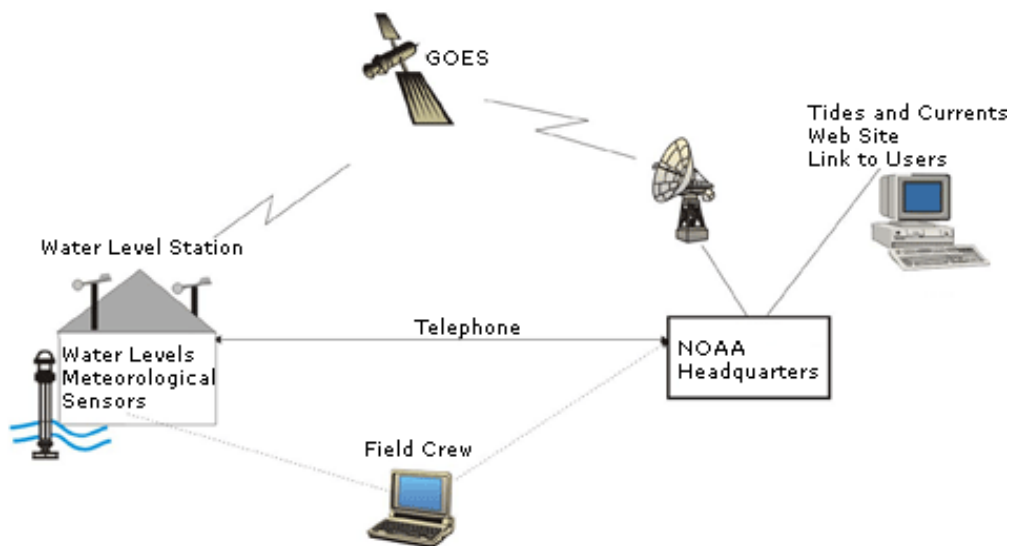 GOES
Tides and Currents
Web Site
Link to Users
Water Level Station
Telephone
Water Levels
Meteorological
Sensors
NOAA
Headquarters
Field Crew